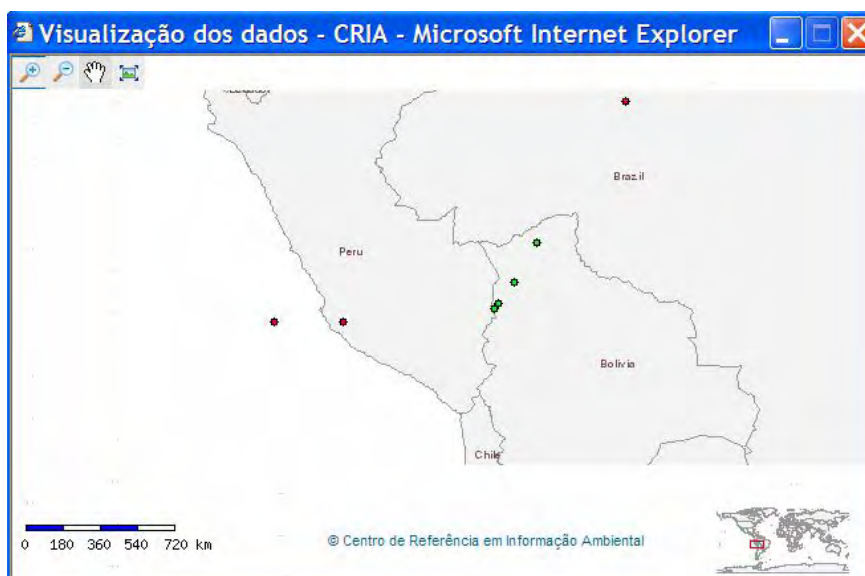 Visualização dos dados - CRIA - Microsoft Internet Explorer
Brazil
Peru
Bolivia
Chile
0 180 360 540 720 km
© Centro de Referência em Informação Ambiental